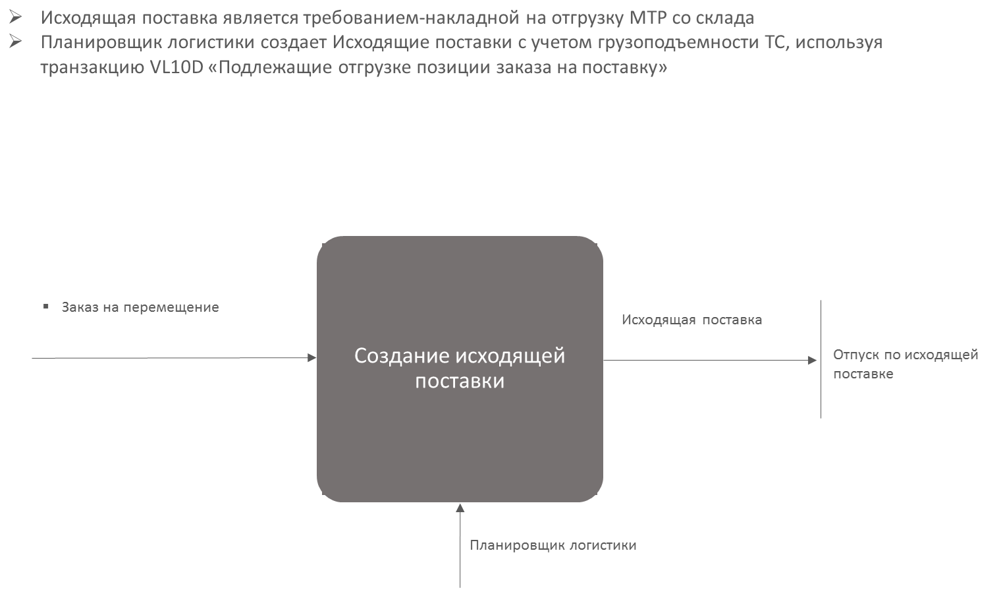 Исходящая поставка является требованием-накладной на отгрузку МТР со склада
Планировщик логистики создает Исходящие поставки с учетом грузоподъемности ТС, используя
транзакцию VL10D «Подлежащие отгрузке позиции заказа на поставку»
Заказ на перемещение
Исходящая поставка
Создание исходящей
поставки
Отпуск по исходящей
поставке
Планировщик логистики